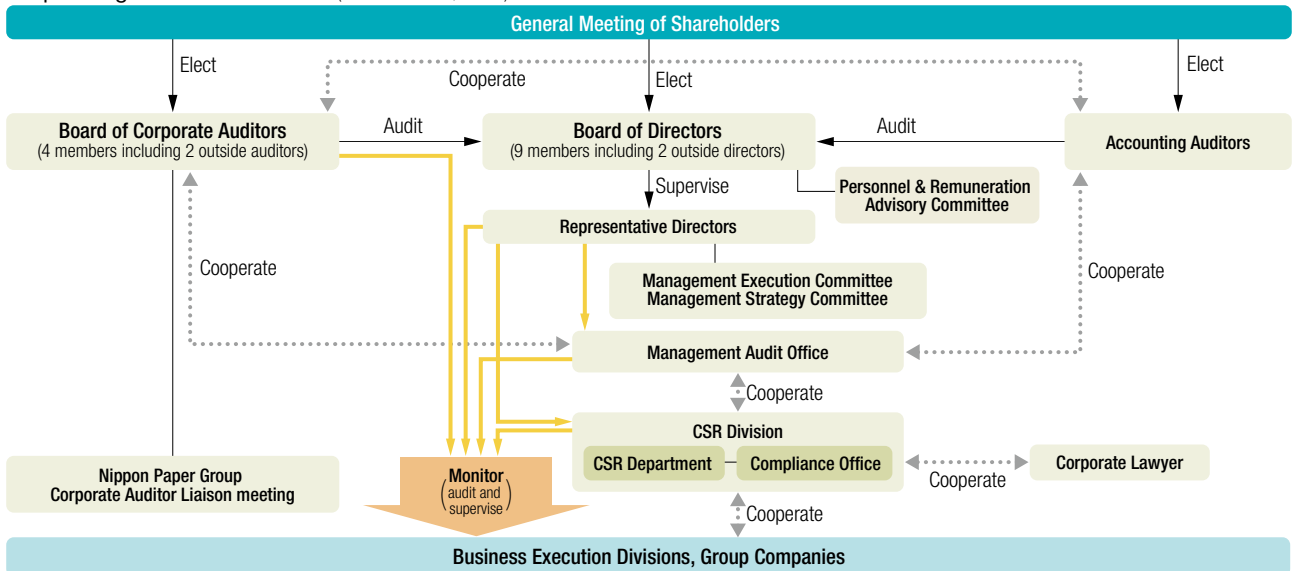 General Meeting of Shareholders
Elect
Cooperate
Elect
Elect
Board of Corporate Auditors
(4 members including 2 outside auditors)
Audit
Board of Directors
(9 members including 2 outside directors)
Audit
Accounting Auditors
Supervise
Personnel & Remuneration
Advisory Committee
Representative Directors
Cooperate
Management Execution Committee
Management Strategy Committee
Cooperate
Management Audit Office
Cooperate
CSR Division
CSR Department
Compliance Office
Cooperate
Corporate Lawyer
Nippon Paper Group
Corporate Auditor Liaison meeting
Monitor
(audit and
supervise)
Cooperate
Business Execution Divisions, Group Companies